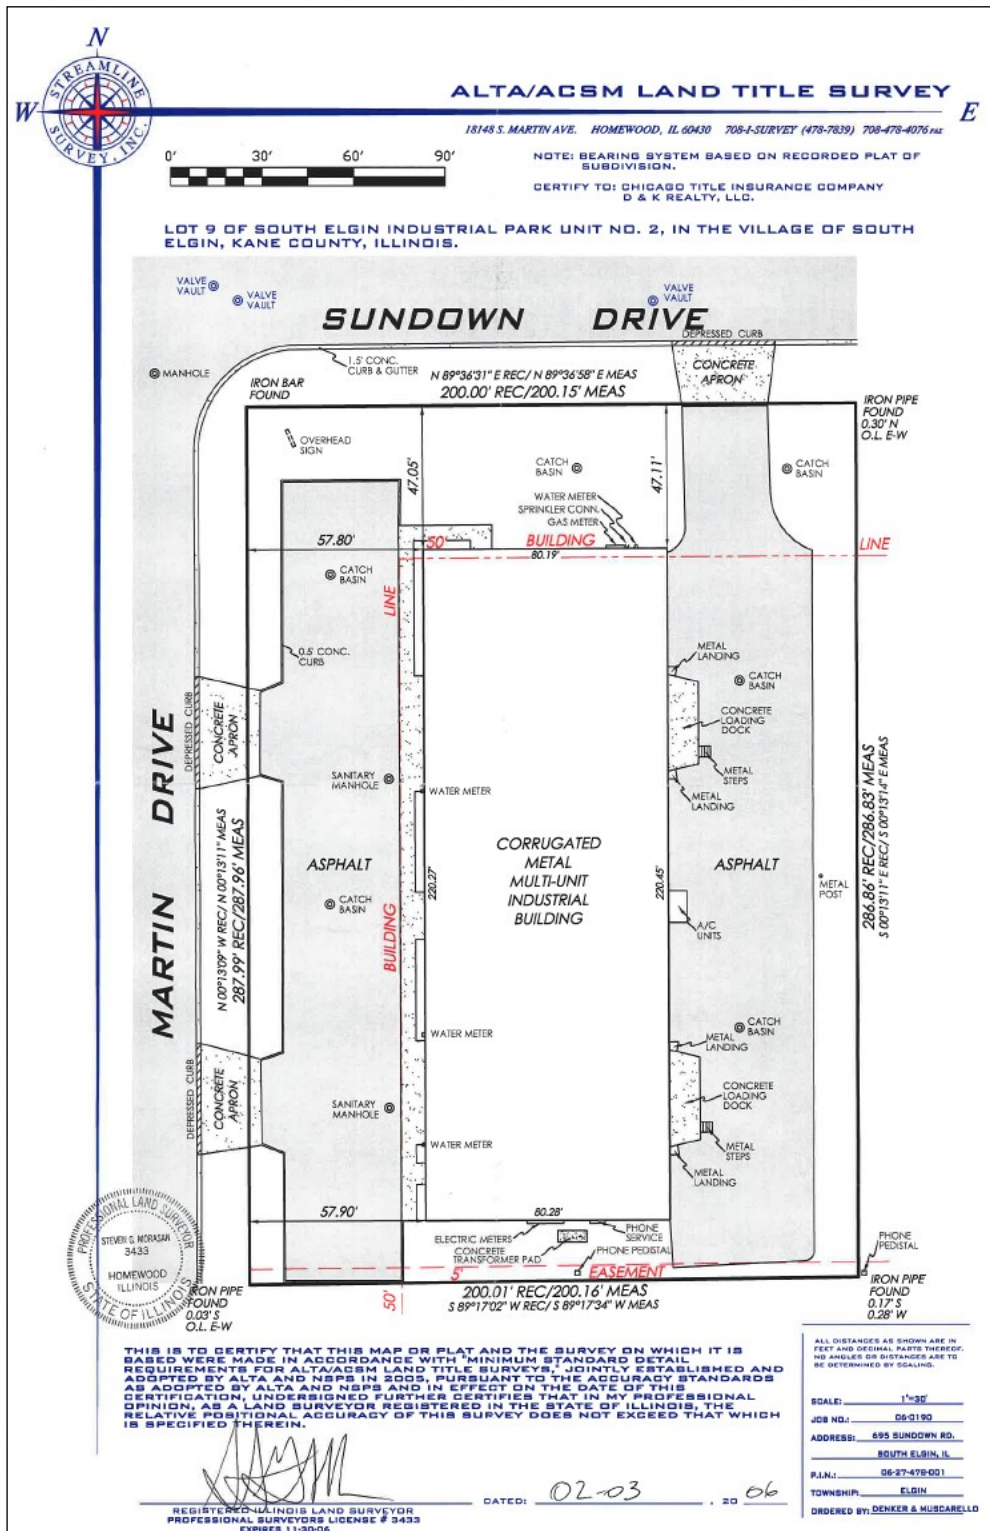 N
W
E
STREAMLINE
SURVEY, INC.
ALTA/ACSM LAND TITLE SURVEY
18148 S. MARTIN AVE. HOMEWOOD, IL 60430 708-1-SURVEY (478-7839) 708-478-4076 FAX
0' 30' 60' 90'
NOTE: BEARING SYSTEM BASED ON RECORDED PLAT OF
SUBDIVISION.
CERTIFY TO: CHICAGO TITLE INSURANCE COMPANY
D & K REALTY, LLC.
LOT 9 OF SOUTH ELGIN INDUSTRIAL PARK UNIT NO. 2, IN THE VILLAGE OF SOUTH
ELGIN, KANE COUNTY, ILLINOIS.
VALVE
VAULT
VALVE
VAULT
VALVE
VAULT
SUNDOWN DRIVE
DEPRESSED CURB
1.5' CONC.
CURB & GUTTER
MANHOLE
CONCRETE
APRON
IRON BAR
FOUND
N 89°36'31" E REC/ N 89°36'58" E MEAS
200.00' REC/200.15' MEAS
IRON PIPE
FOUND
0.30' N
O.L. E-W
OVERHEAD
SIGN
47.05'
47.11'
CATCH
BASIN
CATCH
BASIN
WATER METER
SPRINKLER CONN.
GAS METER
57.80'
50' BUILDING LINE
80.19'
CATCH
BASIN
LINE
0.5' CONC.
CURB
METAL
LANDING
CATCH
BASIN
CONCRETE
LOADING
DOCK
METAL
STEPS
METAL
LANDING
DEPRESSED CURB
CONCRETE
APRON
MARTIN DRIVE
SANITARY
MANHOLE
WATER METER
N 00°13'09" W REC/ N 00°13'11" MEAS
287.99' REC/287.96' MEAS
ASPHALT
CORRUGATED
METAL
MULTI-UNIT
INDUSTRIAL
BUILDING
220.27'
220.45'
ASPHALT
METAL
POST
286.86' REC/286.83' MEAS
S 00°13'11" E REC/ S 00°13'14" E MEAS
CATCH
BASIN
A/C
UNITS
BUILDING
CATCH
BASIN
WATER METER
METAL
LANDING
DEPRESSED CURB
CONCRETE
APRON
SANITARY
MANHOLE
CONCRETE
LOADING
DOCK
WATER METER
METAL
STEPS
METAL
LANDING
57.90'
80.28'
ELECTRIC METERS
CONCRETE
TRANSFORMER PAD
PHONE
SERVICE
PHONE PEDISTAL
PHONE
PEDISTAL
5' EASEMENT
50'
200.01' REC/200.16' MEAS
S 89°17'02" W REC/ S 89°17'34" W MEAS
IRON PIPE
FOUND
0.17' S
0.28' W
PROFESSIONAL LAND SURVEYOR
STEVEN G. MORASAN
3433
HOMEWOOD
ILLINOIS
STATE OF ILLINOIS
IRON PIPE
FOUND
0.03' S
O.L. E-W
THIS IS TO CERTIFY THAT THIS MAP OR PLAT AND THE SURVEY ON WHICH IT IS
BASED WERE MADE IN ACCORDANCE WITH "MINIMUM STANDARD DETAIL
REQUIREMENTS FOR ALTA/ACSM LAND TITLE SURVEYS," JOINTLY ESTABLISHED AND
ADOPTED BY ALTA AND NSPS IN 2005, PURSUANT TO THE ACCURACY STANDARDS
AS ADOPTED BY ALTA AND NSPS AND IN EFFECT ON THE DATE OF THIS
CERTIFICATION, UNDERSIGNED FURTHER CERTIFIES THAT IN MY PROFESSIONAL
OPINION, AS A LAND SURVEYOR REGISTERED IN THE STATE OF ILLINOIS, THE
RELATIVE POSITIONAL ACCURACY OF THIS SURVEY DOES NOT EXCEED THAT WHICH
IS SPECIFIED THEREIN.
DATED: 02-03, 20 06
REGISTERED ILLINOIS LAND SURVEYOR
PROFESSIONAL SURVEYORS LICENSE # 3433
EXPIRES 11-30-06
ALL DISTANCES AS SHOWN ARE IN
FEET AND DECIMAL PARTS THEREOF.
NO ANGLES OR DISTANCES ARE TO
BE DETERMINED BY SCALING.
SCALE: 1"=30'
JOB NO.: 06-0190
ADDRESS: 695 SUNDOWN RD.
SOUTH ELGIN, IL
P.I.N.: 06-27-478-001
TOWNSHIP: ELGIN
ORDERED BY: DENKER & MUSCARELLO